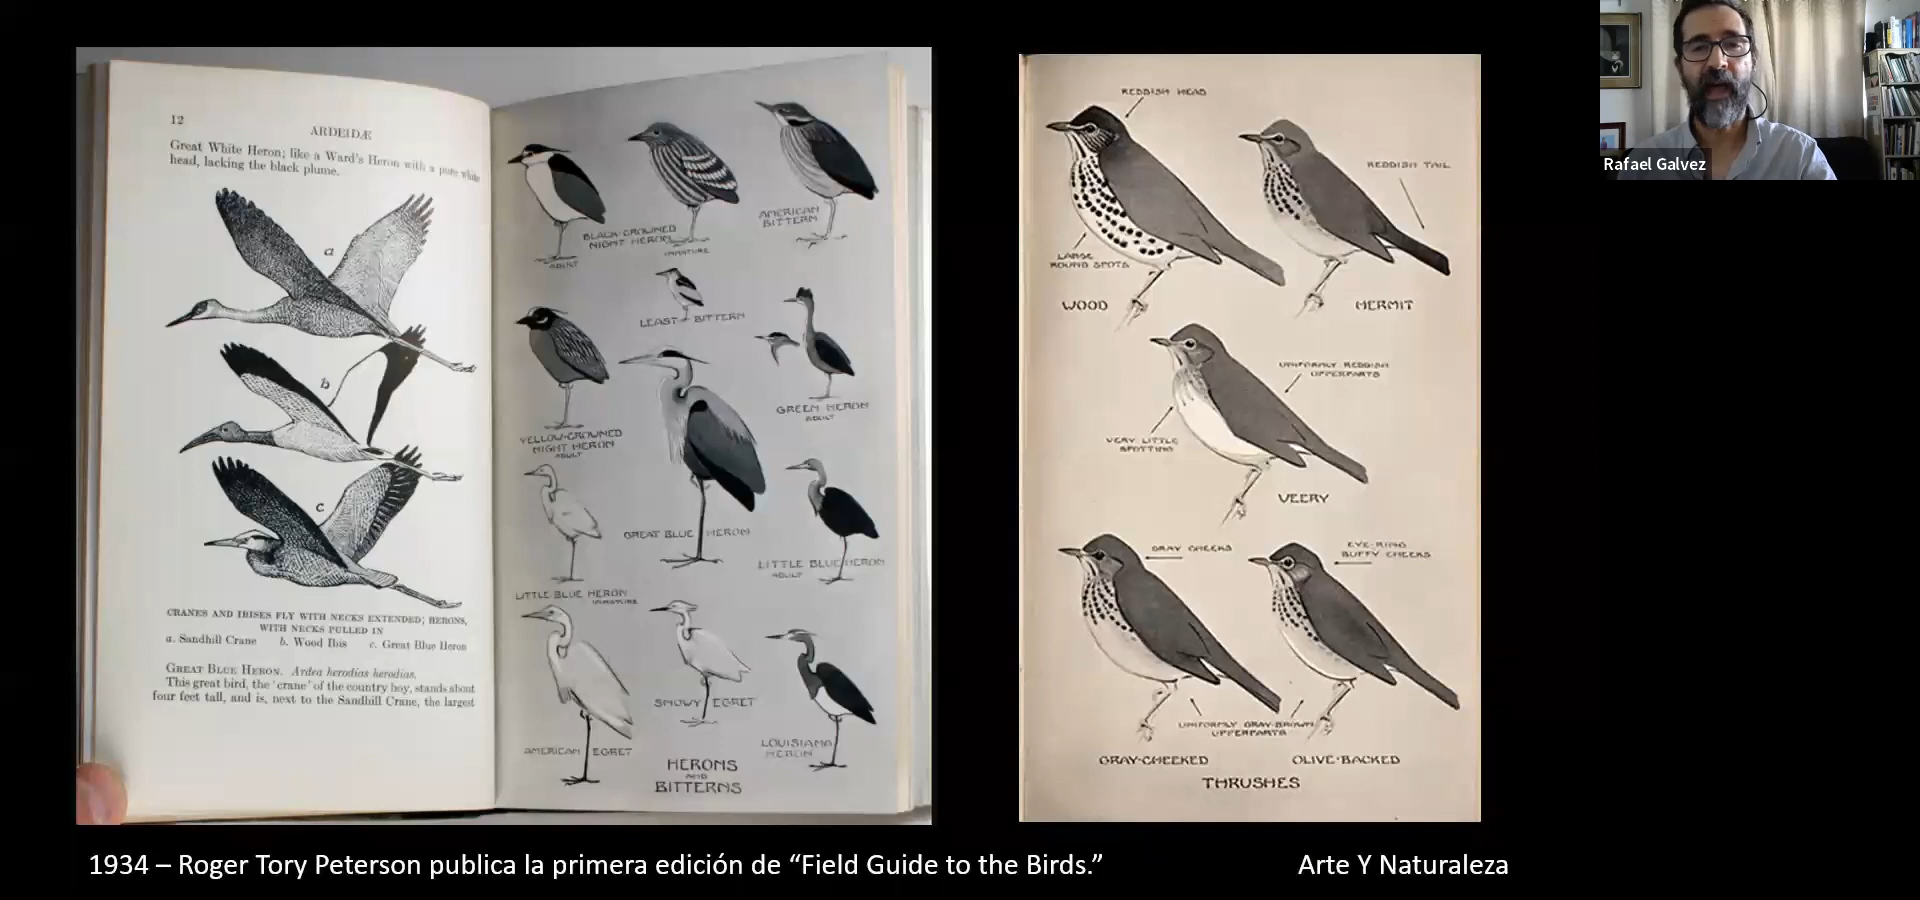 12
ARDEIDÆ
Great White Heron; like a Ward's Heron with a pure white
head, lacking the black plume.
a
b
c
CRANES AND IBISES FLY WITH NECKS EXTENDED; HERONS,
WITH NECKS PULLED IN
a. Sandhill Crane b. Wood Ibis c. Great Blue Heron
GREAT BLUE HERON. Ardea herodias herodias.
This great bird, the 'crane' of the country boy, stands about
four feet tall, and is, next to the Sandhill Crane, the largest
BLACK-CROWNED
NIGHT HERON
ADULT
IMMATURE
AMERICAN
BITTERN
LEAST BITTERN
YELLOW-CROWNED
NIGHT HERON
ADULT
GREEN HERON
ADULT
GREAT BLUE HERON
LITTLE BLUE HERON
ADULT
LITTLE BLUE HERON
IMMATURE
SNOWY EGRET
AMERICAN EGRET
LOUISIANA
HERON
HERONS
AND
BITTERNS
REDDISH HEAD
REDDISH TAIL
LARGE
ROUND SPOTS
WOOD
HERMIT
UNIFORMLY REDDISH
UPPERPARTS
VERY LITTLE
SPOTTING
VEERY
GRAY CHEEKS
EYE-RING
BUFFY CHEEKS
UNIFORMLY GRAY-BROWN
UPPERPARTS
GRAY-CHEEKED
OLIVE-BACKED
THRUSHES
Rafael Galvez
1934 – Roger Tory Peterson publica la primera edición de “Field Guide to the Birds.”
Arte Y Naturaleza